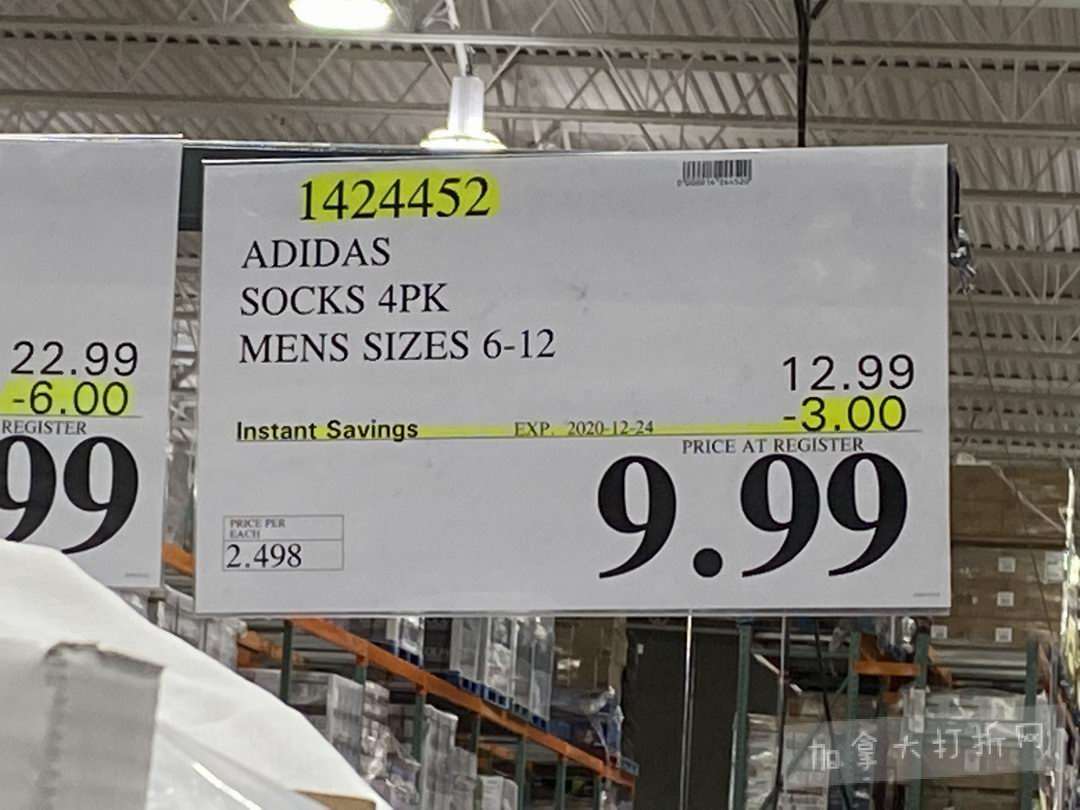 1424452
ADIDAS
SOCKS 4PK
MENS SIZES 6-12
12.99
-3.00
Instant Savings EXP. 2020-12-24
PRICE AT REGISTER
9.99
PRICE PER
EACH
2.498
22.99
-6.00
REGISTER
99
加拿大打折网